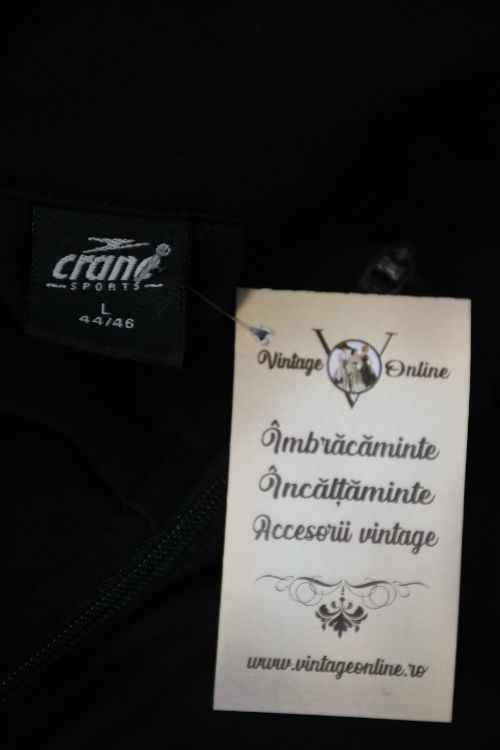 crane
SPORTS
L
44/46
Vintage Online
Îmbrăcăminte
Încălțăminte
Accesorii vintage
www.vintageonline.ro